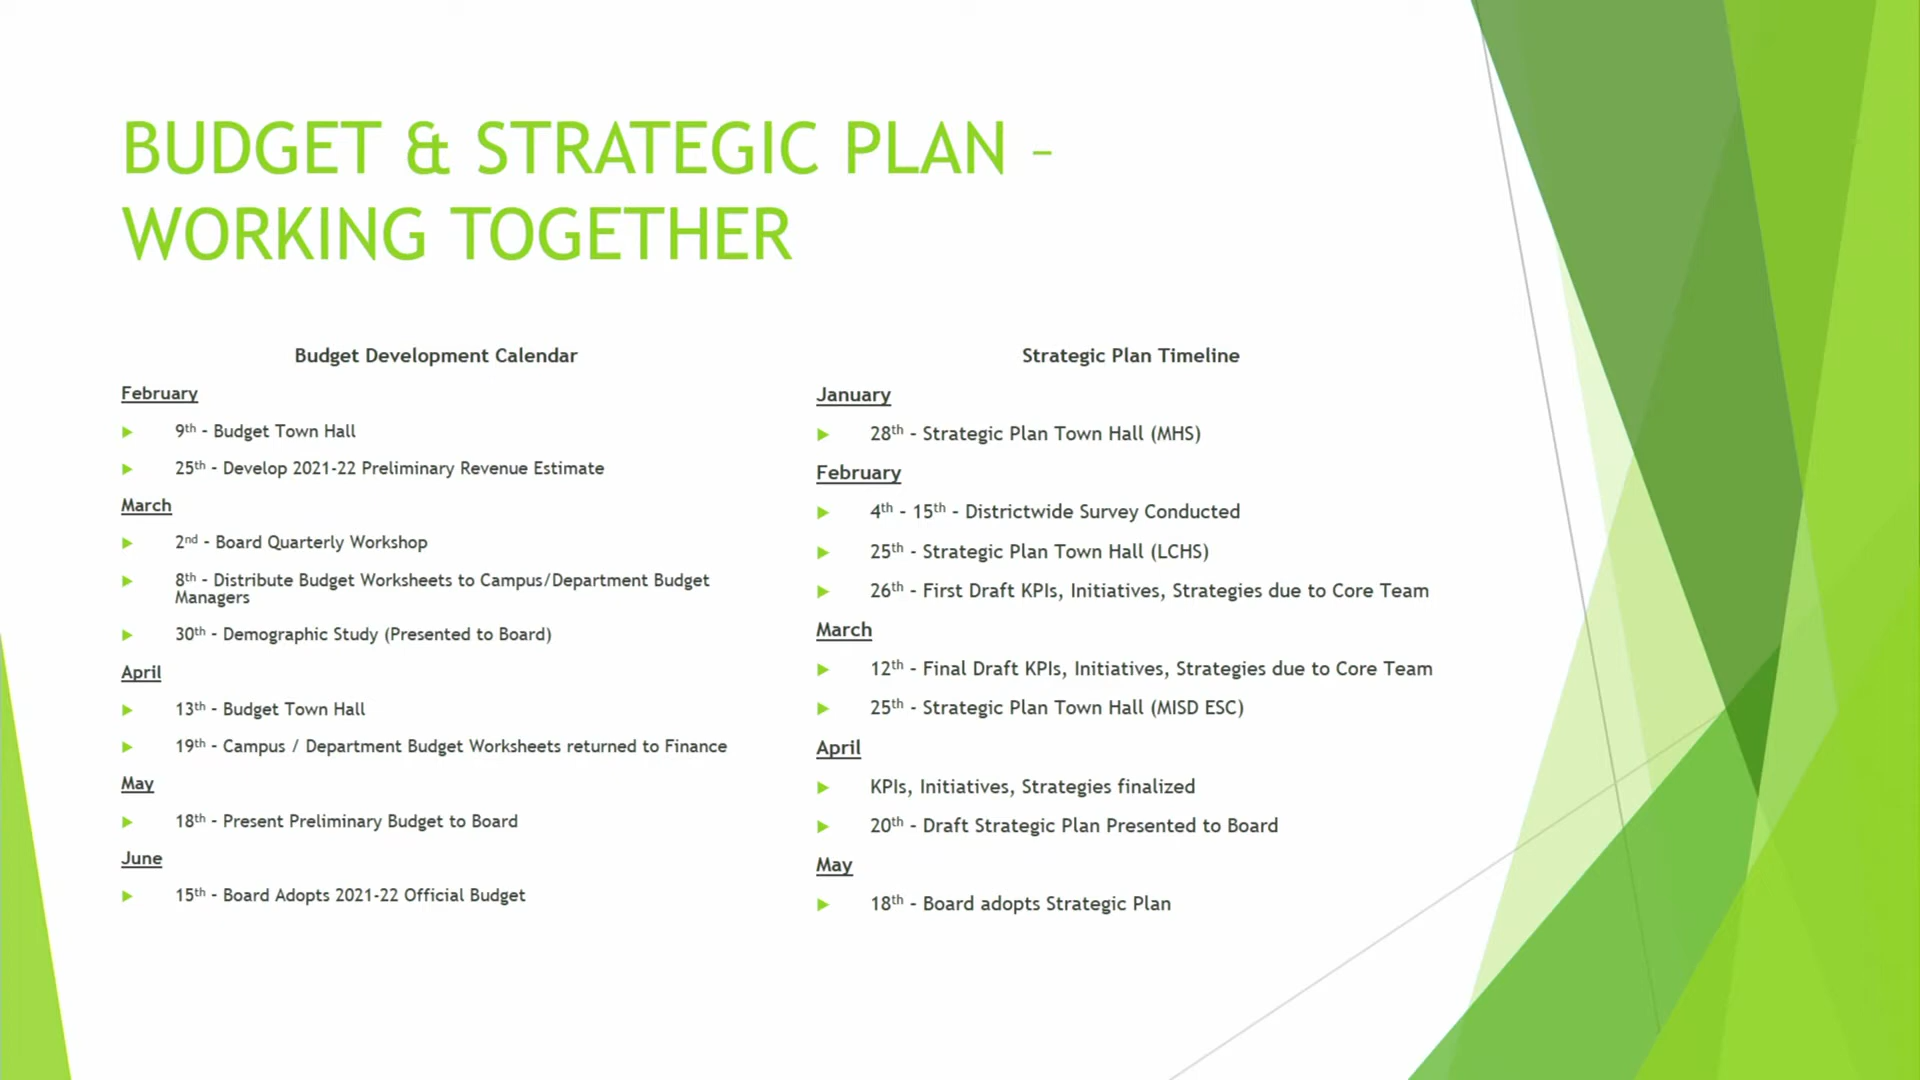 BUDGET & STRATEGIC PLAN –
WORKING TOGETHER
Budget Development Calendar
February
9th - Budget Town Hall
25th - Develop 2021-22 Preliminary Revenue Estimate
March
2nd - Board Quarterly Workshop
8th - Distribute Budget Worksheets to Campus/Department Budget
Managers
30th - Demographic Study (Presented to Board)
April
13th - Budget Town Hall
19th - Campus / Department Budget Worksheets returned to Finance
May
18th - Present Preliminary Budget to Board
June
15th - Board Adopts 2021-22 Official Budget
Strategic Plan Timeline
January
28th - Strategic Plan Town Hall (MHS)
February
4th - 15th - Districtwide Survey Conducted
25th - Strategic Plan Town Hall (LCHS)
26th - First Draft KPIs, Initiatives, Strategies due to Core Team
March
12th - Final Draft KPIs, Initiatives, Strategies due to Core Team
25th - Strategic Plan Town Hall (MISD ESC)
April
KPIs, Initiatives, Strategies finalized
20th - Draft Strategic Plan Presented to Board
May
18th - Board adopts Strategic Plan